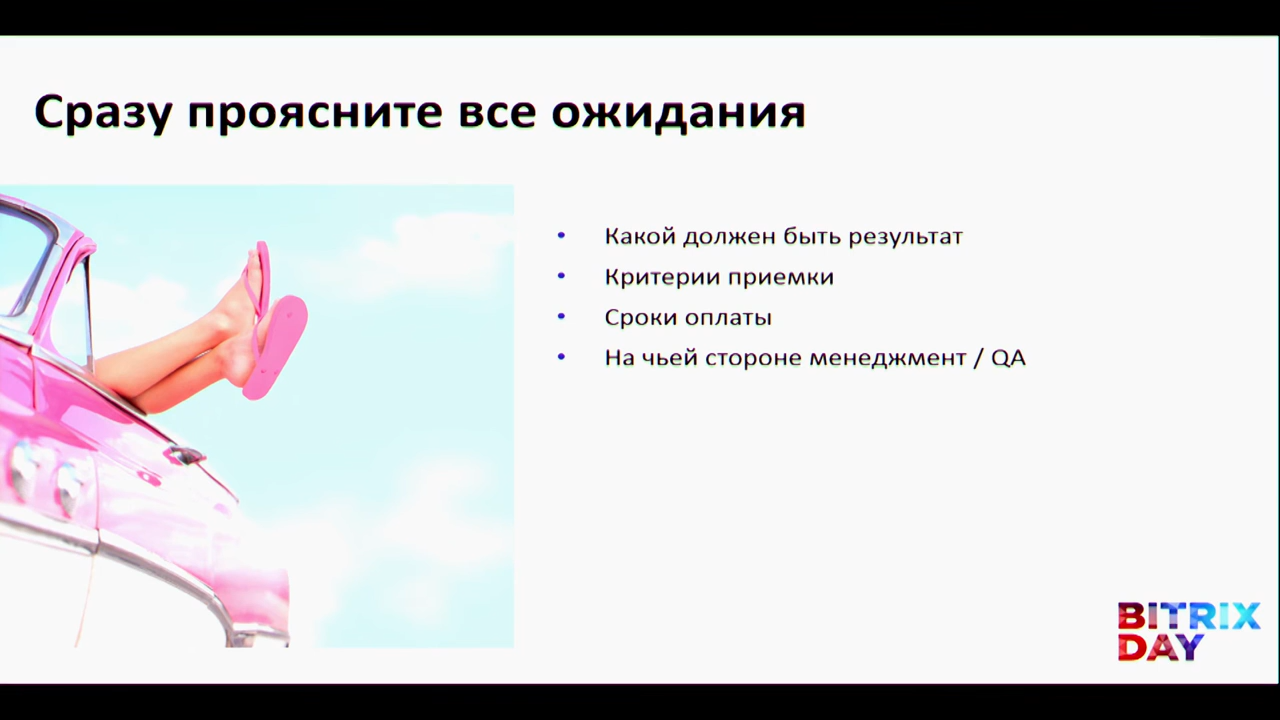 Сразу проясните все ожидания
• Какой должен быть результат
• Критерии приемки
• Сроки оплаты
• На чьей стороне менеджмент / QA
BITRIX
DAY